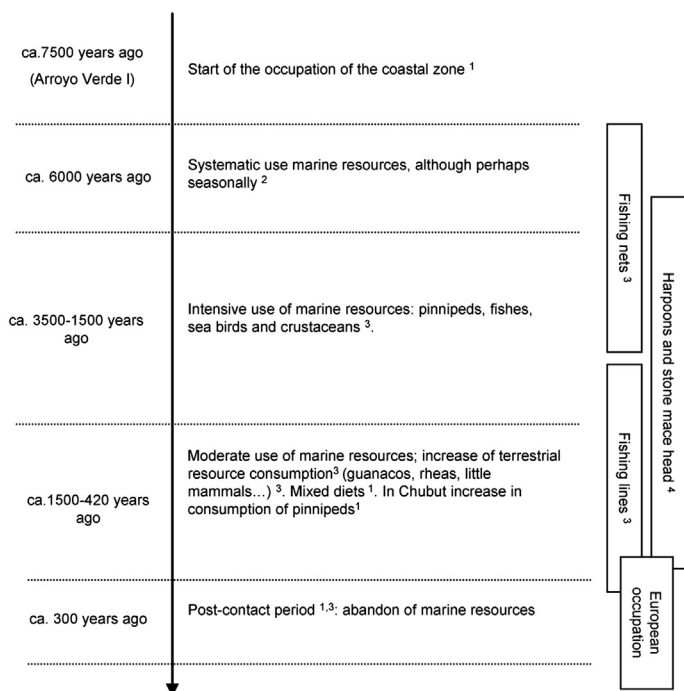 ca.7500 years ago
(Arroyo Verde I)
Start of the occupation of the coastal zone ¹
ca. 6000 years ago
Systematic use marine resources, although perhaps
seasonally ²
ca. 3500-1500 years
ago
Intensive use of marine resources: pinnipeds, fishes,
sea birds and crustaceans ³.
ca.1500-420 years
ago
Moderate use of marine resources; increase of terrestrial
resource consumption³ (guanacos, rheas, little
mammals...) ³. Mixed diets ¹. In Chubut increase in
consumption of pinnipeds¹
ca. 300 years ago
Post-contact period ¹,³: abandon of marine resources
Fishing nets ³
Harpoons and stone mace head ⁴
Fishing lines ³
European
occupation